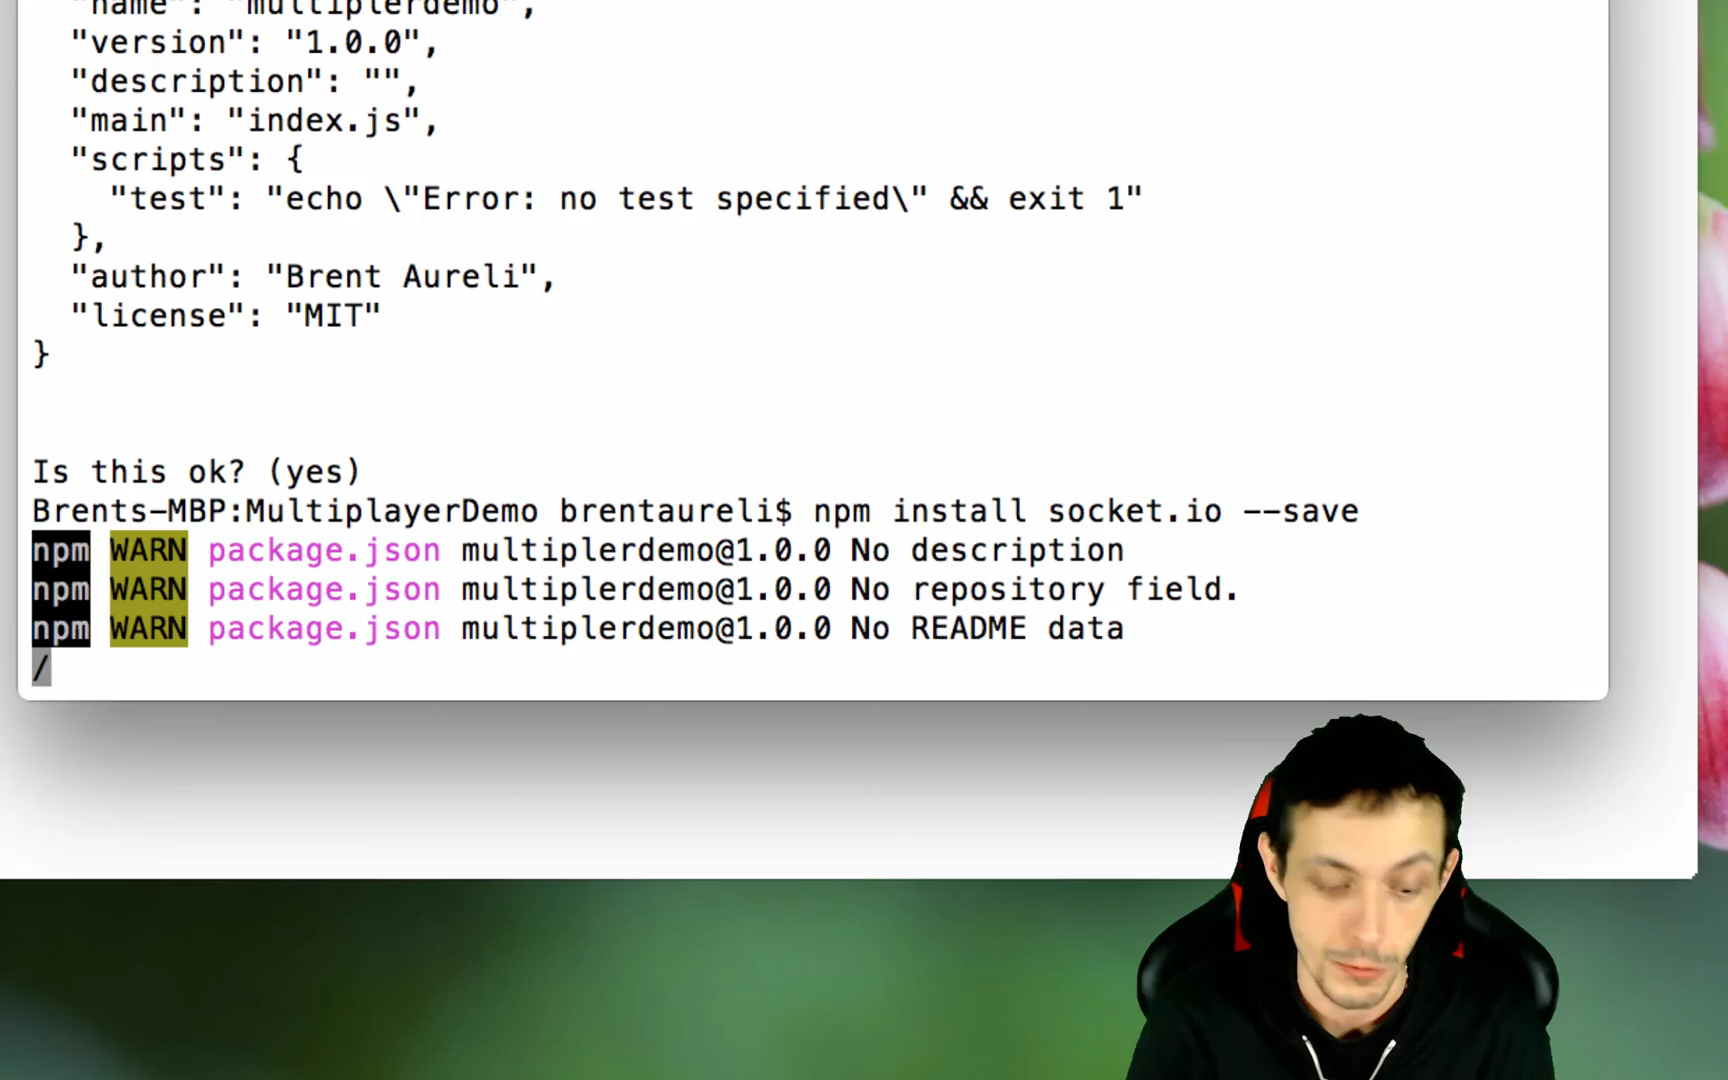 "name": "multiplerdemo",
"version": "1.0.0",
"description": "",
"main": "index.js",
"scripts": {
"test": "echo \"Error: no test specified\" && exit 1"
},
"author": "Brent Aureli",
"license": "MIT"
}
Is this ok? (yes)
Brents-MBP:MultiplayerDemo brentaureli$ npm install socket.io --save
npm WARN package.json multiplerdemo@1.0.0 No description
npm WARN package.json multiplerdemo@1.0.0 No repository field.
npm WARN package.json multiplerdemo@1.0.0 No README data
/